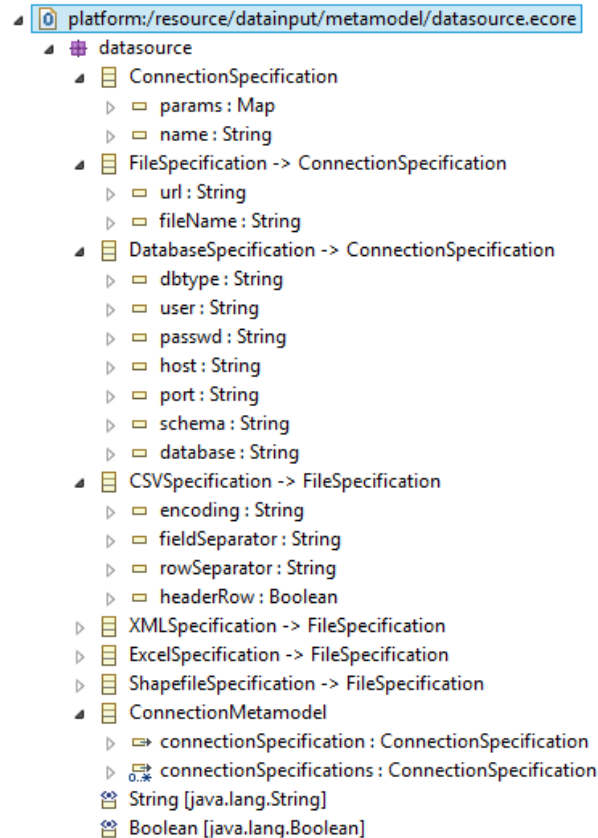 platform:/resource/datainput/metamodel/datasource.ecore
datasource
ConnectionSpecification
params : Map
name : String
FileSpecification -> ConnectionSpecification
url : String
fileName : String
DatabaseSpecification -> ConnectionSpecification
dbtype : String
user : String
passwd : String
host : String
port : String
schema : String
database : String
CSVSpecification -> FileSpecification
encoding : String
fieldSeparator : String
rowSeparator : String
headerRow : Boolean
XMLSpecification -> FileSpecification
ExcelSpecification -> FileSpecification
ShapefileSpecification -> FileSpecification
ConnectionMetamodel
connectionSpecification : ConnectionSpecification
0..* connectionSpecifications : ConnectionSpecification
String [java.lang.String]
Boolean [java.lang.Boolean]